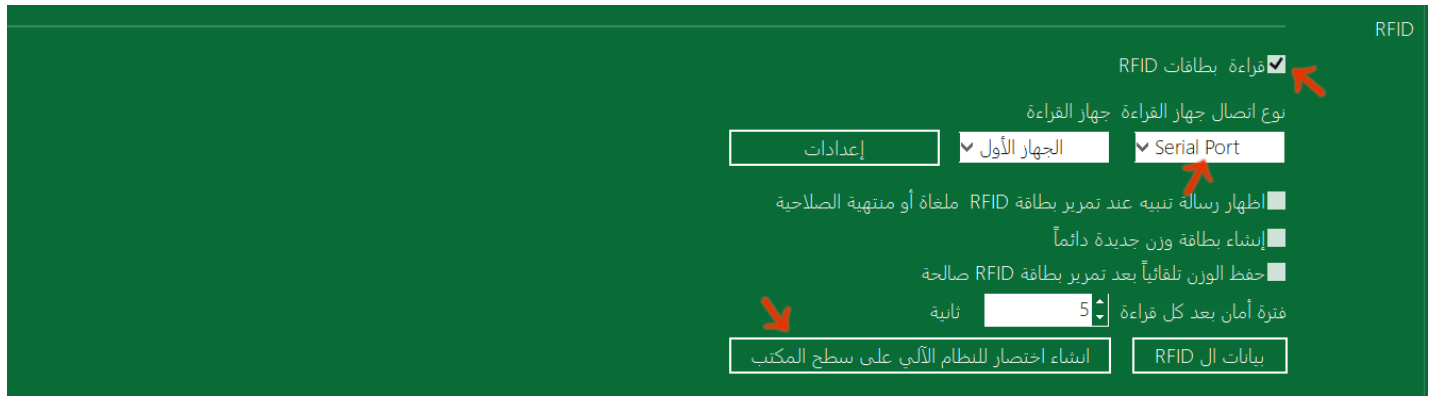 RFID
قراءة بطاقات RFID
نوع اتصال جهاز القراءة جهاز القراءة
Serial Port الجهاز الأول إعدادات
اظهار رسالة تنبيه عند تمرير بطاقة RFID ملغاة أو منتهية الصلاحية
إنشاء بطاقة وزن جديدة دائماً
حفظ الوزن تلقائياً بعد تمرير بطاقة RFID صالحة
فترة أمان بعد كل قراءة 5 ثانية
بيانات ال RFID انشاء اختصار للنظام الآلي على سطح المكتب